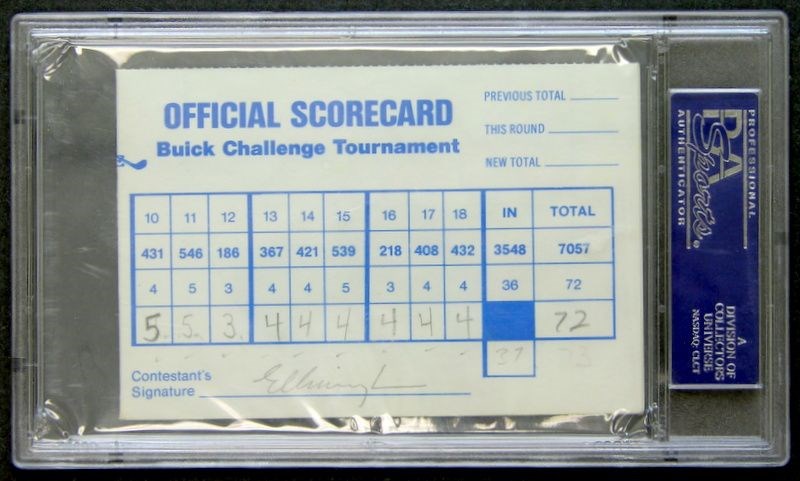 OFFICIAL SCORECARD
Buick Challenge Tournament
PREVIOUS TOTAL
THIS ROUND
NEW TOTAL
10 11 12 13 14 15 16 17 18 IN TOTAL
431 546 186 367 421 539 218 408 432 3548 7057
4 5 3 4 4 5 3 4 4 36 72
5 5 3 4 4 4 4 4 4 72
37 73
Contestant's
Signature
PSA
Sports
PROFESSIONAL
AUTHENTICATOR
A
DIVISION OF
COLLECTORS
UNIVERSE
NASDAQ: CLCT